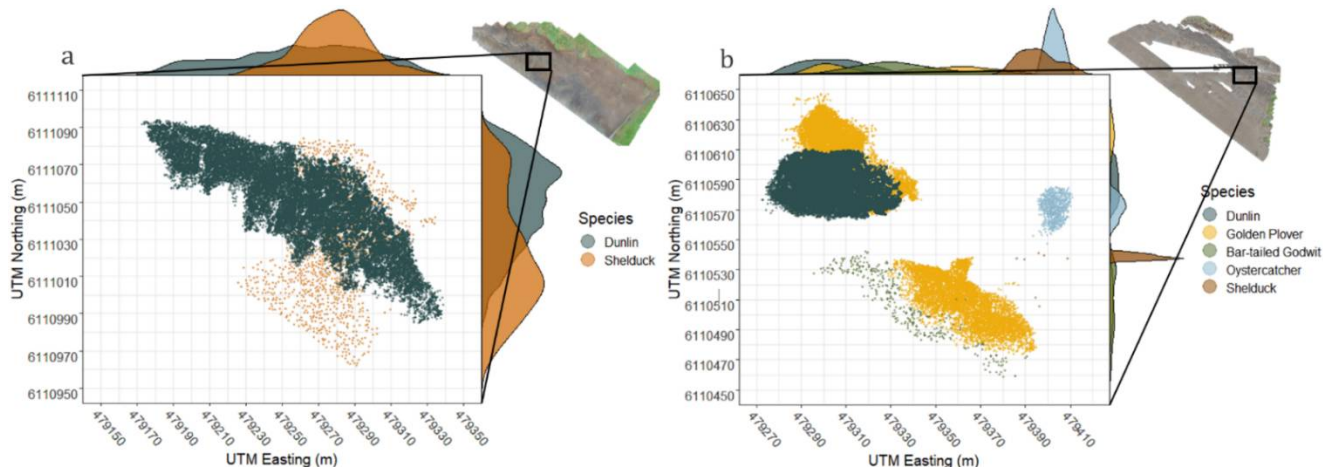 a
6111110
6111090
6111070
6111050
6111030
6111010
6110990
6110970
6110950
UTM Northing (m)
479150
479170
479190
479210
479230
479250
479270
479290
479310
479330
479350
UTM Easting (m)
Species
Dunlin
Shelduck
b
6110650
6110630
6110610
6110590
6110570
6110550
6110530
6110510
6110490
6110470
6110450
UTM Northing (m)
479270
479290
479310
479330
479350
479370
479390
479410
UTM Easting (m)
Species
Dunlin
Golden Plover
Bar-tailed Godwit
Oystercatcher
Shelduck